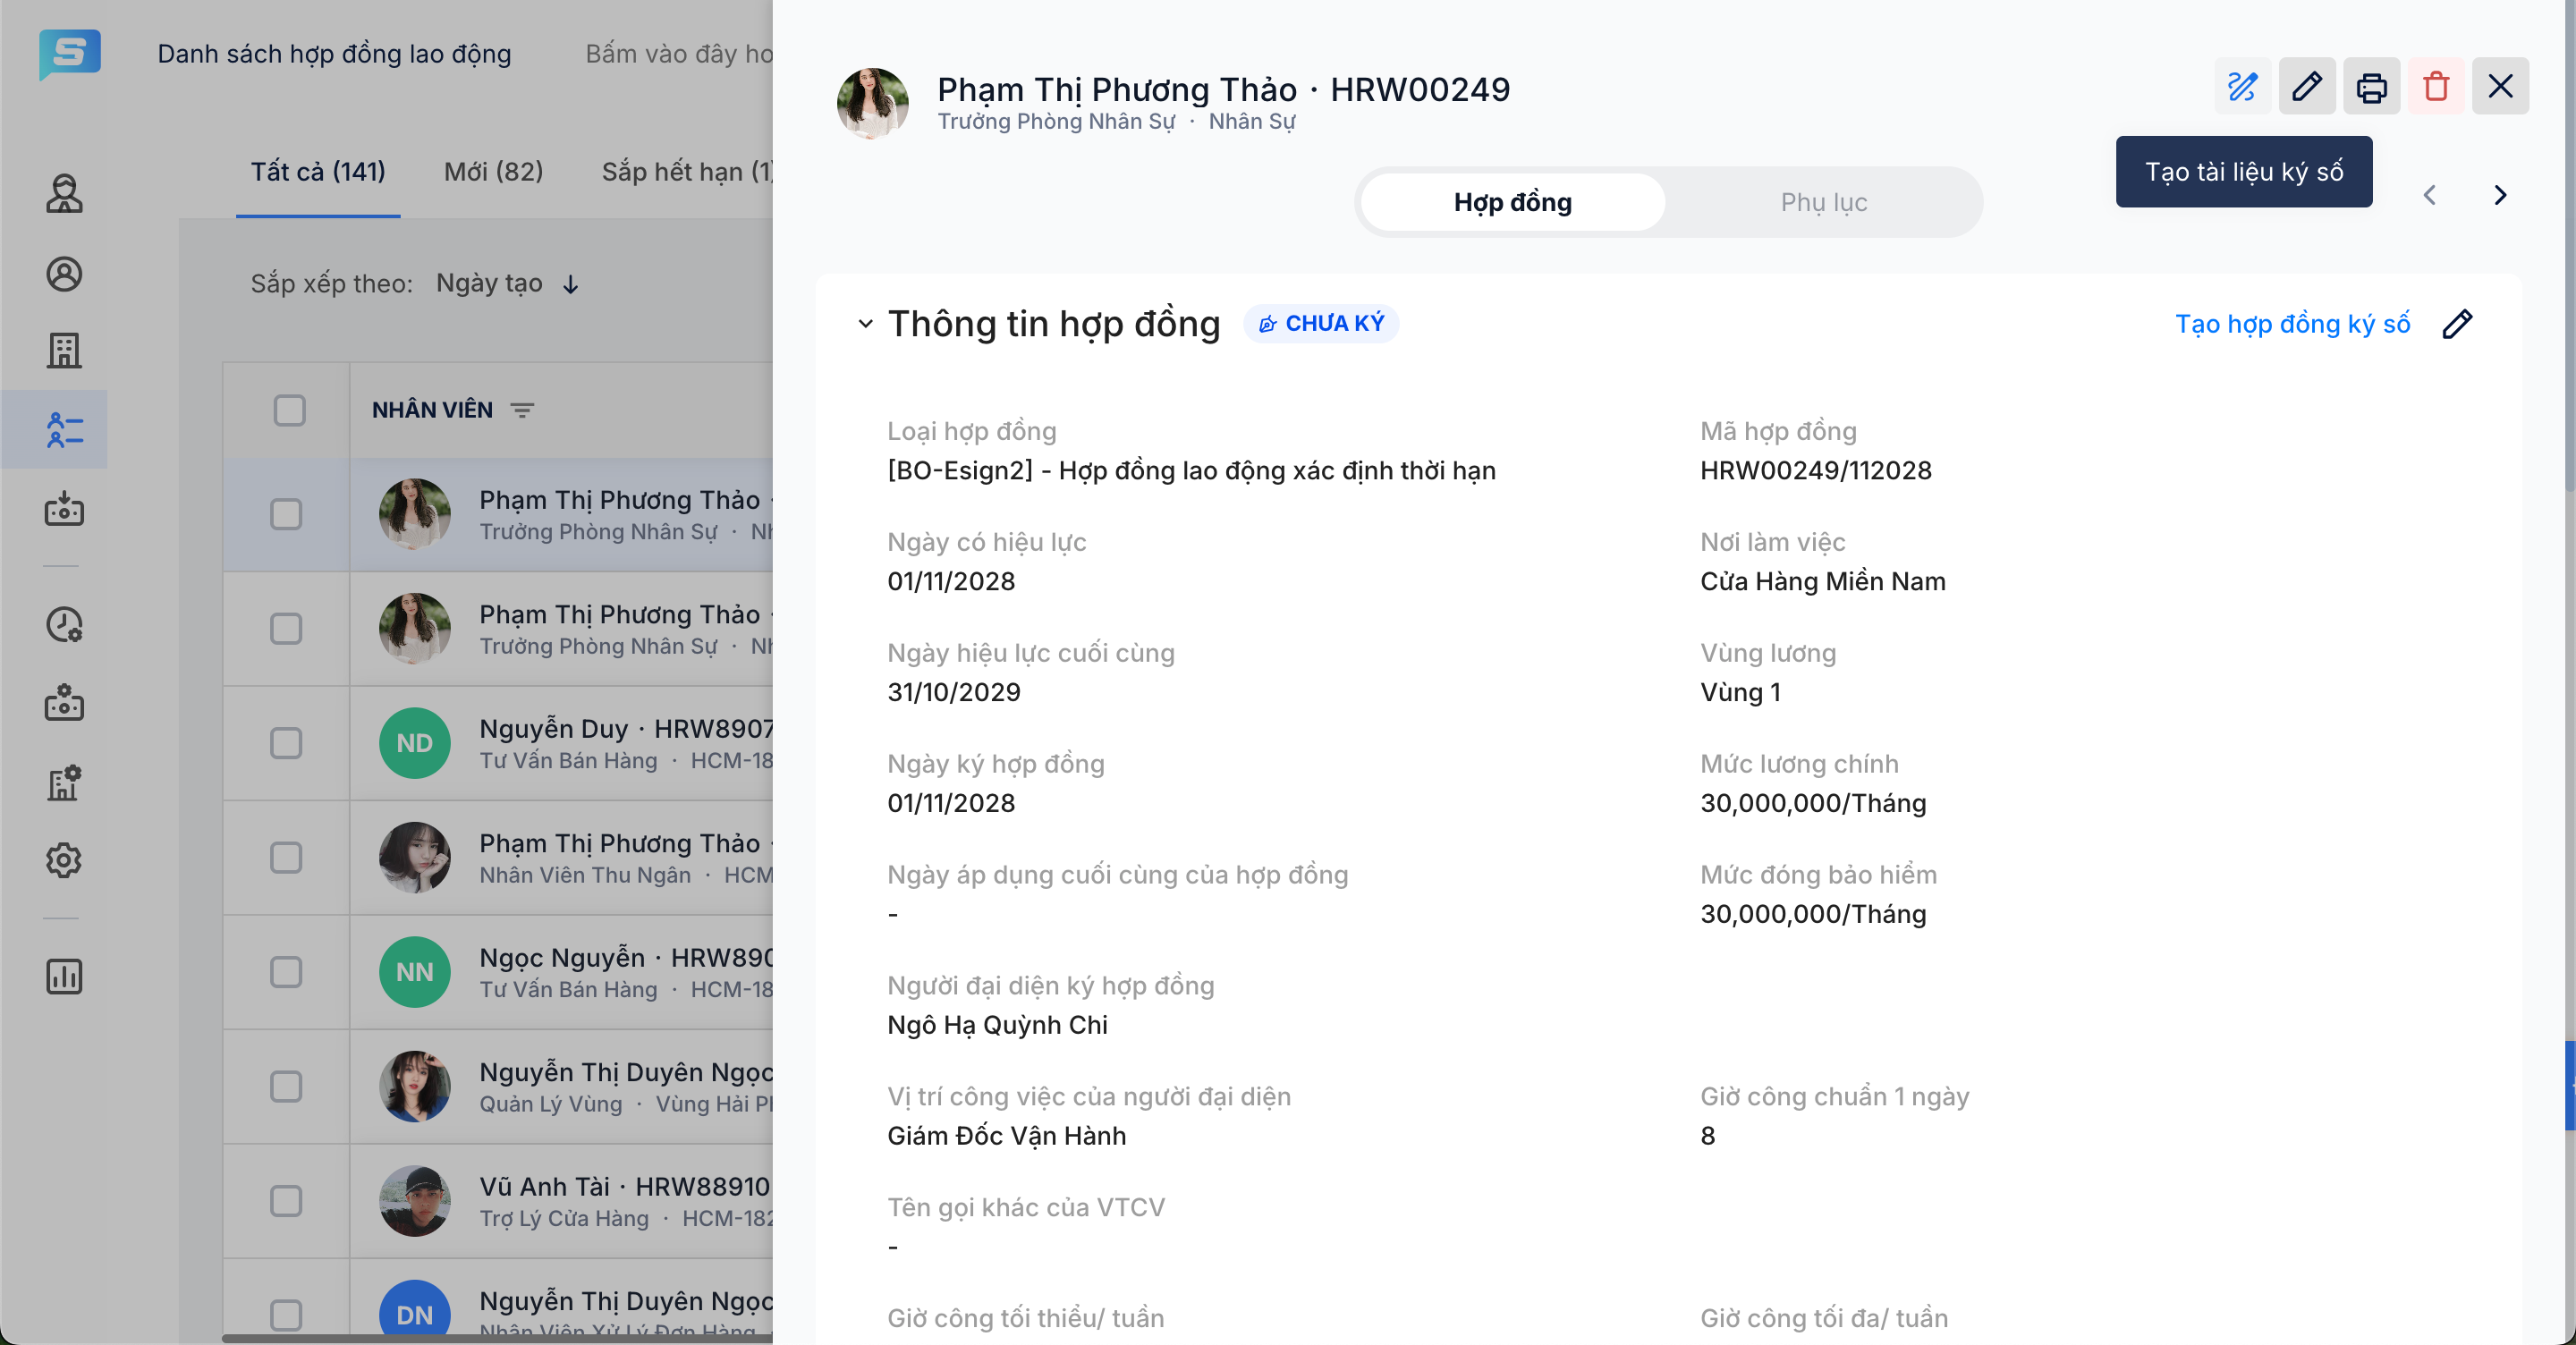 Danh sách hợp đồng lao động
Bấm vào đây ho
Tất cả (141)
Mới (82)
Sắp hết hạn (1)
Sắp xếp theo: Ngày tạo
NHÂN VIÊN
Phạm Thị Phương Thảo ·
Trưởng Phòng Nhân Sự ·
Phạm Thị Phương Thảo ·
Trưởng Phòng Nhân Sự ·
ND
Nguyễn Duy · HRW8907
Tư Vấn Bán Hàng · HCM-18
Phạm Thị Phương Thảo ·
Nhân Viên Thu Ngân · HCM
NN
Ngọc Nguyễn · HRW890
Tư Vấn Bán Hàng · HCM-18
Nguyễn Thị Duyên Ngọc
Quản Lý Vùng · Vùng Hải Ph
Vũ Anh Tài · HRW88910
Trợ Lý Cửa Hàng · HCM-182
DN
Nguyễn Thị Duyên Ngọc
Nhân Viên Xử Lý Đơn Hàng ·
Phạm Thị Phương Thảo · HRW00249
Trưởng Phòng Nhân Sự · Nhân Sự
Tạo tài liệu ký số
Hợp đồng
Phụ lục
Thông tin hợp đồng
CHƯA KÝ
Tạo hợp đồng ký số
Loại hợp đồng
[BO-Esign2] - Hợp đồng lao động xác định thời hạn
Mã hợp đồng
HRW00249/112028
Ngày có hiệu lực
01/11/2028
Nơi làm việc
Cửa Hàng Miền Nam
Ngày hiệu lực cuối cùng
31/10/2029
Vùng lương
Vùng 1
Ngày ký hợp đồng
01/11/2028
Mức lương chính
30,000,000/Tháng
Ngày áp dụng cuối cùng của hợp đồng
-
Mức đóng bảo hiểm
30,000,000/Tháng
Người đại diện ký hợp đồng
Ngô Hạ Quỳnh Chi
Vị trí công việc của người đại diện
Giám Đốc Vận Hành
Giờ công chuẩn 1 ngày
8
Tên gọi khác của VTCV
-
Giờ công tối thiểu/ tuần
Giờ công tối đa/ tuần